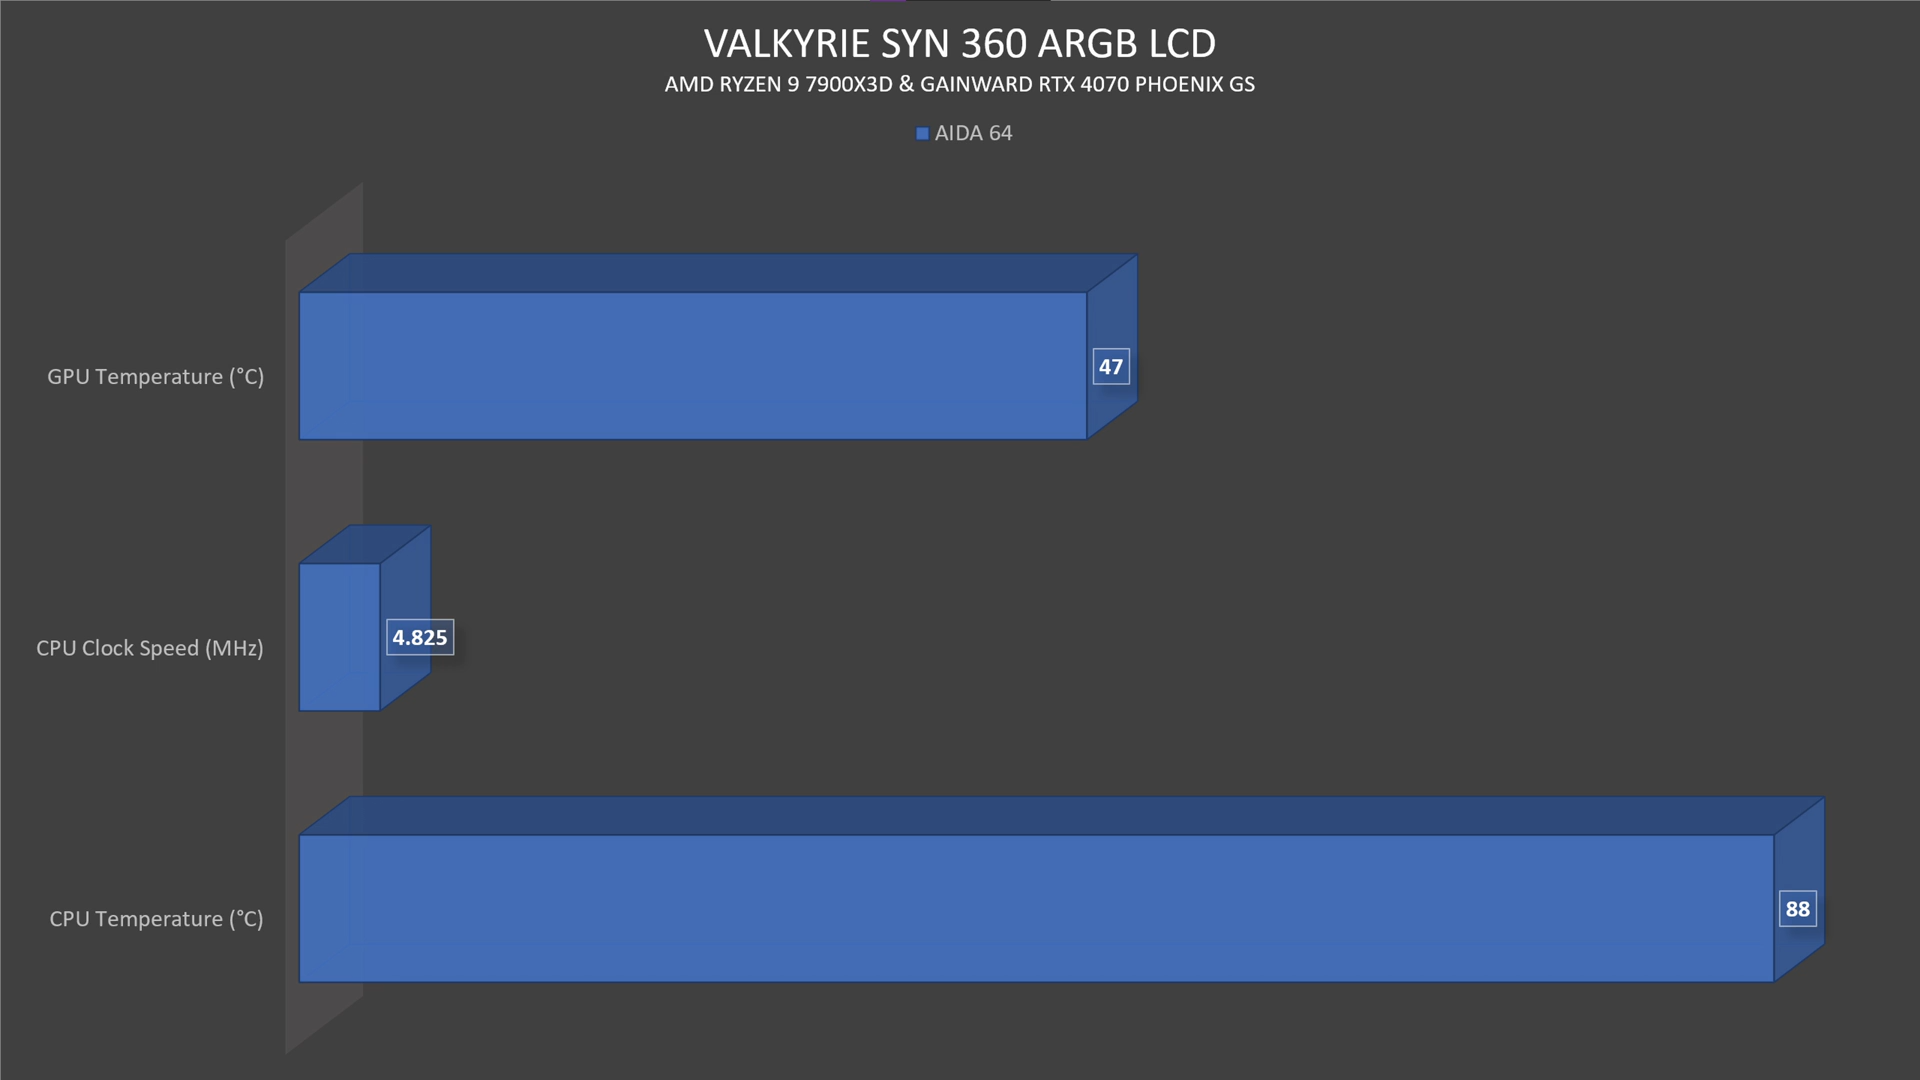 VALKYRIE SYN 360 ARGB LCD
AMD RYZEN 9 7900X3D & GAINWARD RTX 4070 PHOENIX GS
AIDA 64
GPU Temperature (°C)
47
CPU Clock Speed (MHz)
4.825
CPU Temperature (°C)
88